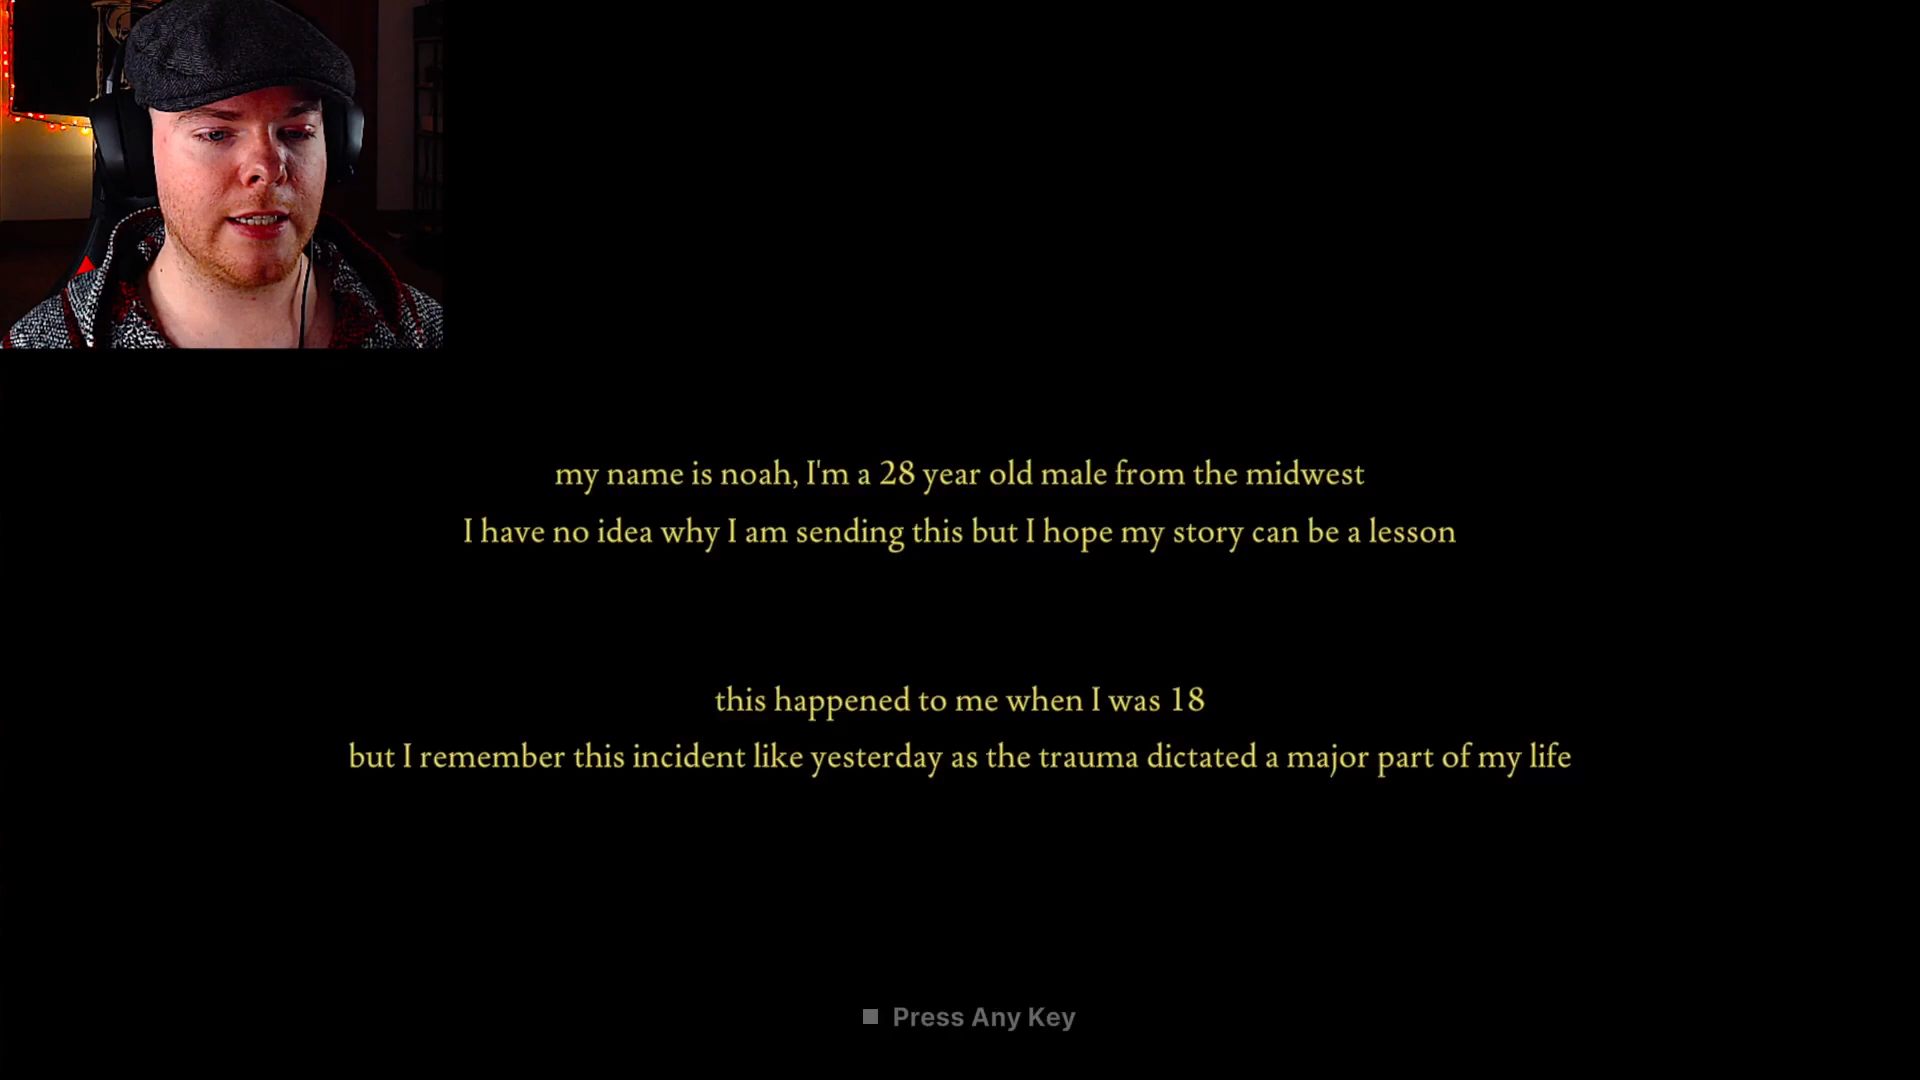 my name is noah, I'm a 28 year old male from the midwest
I have no idea why I am sending this but I hope my story can be a lesson
this happened to me when I was 18
but I remember this incident like yesterday as the trauma dictated a major part of my life
Press Any Key